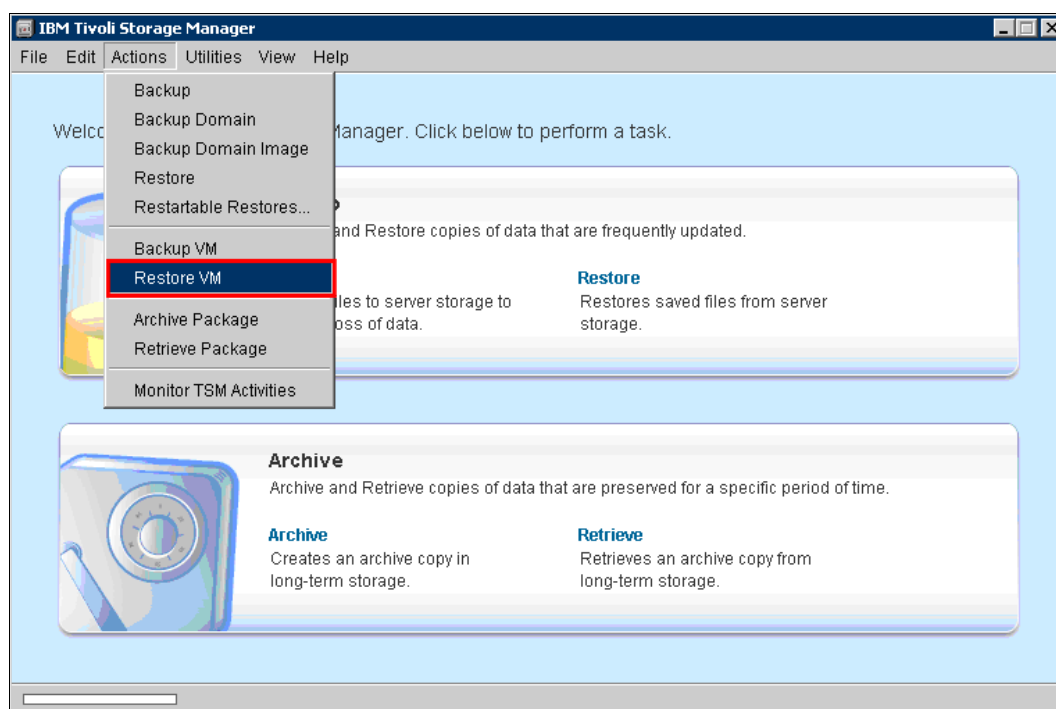 IBM Tivoli Storage Manager
File Edit Actions Utilities View Help
Backup
Backup Domain
Backup Domain Image
Restore
Restartable Restores...
Backup VM
Restore VM
Archive Package
Retrieve Package
Monitor TSM Activities
Manager. Click below to perform a task.
and Restore copies of data that are frequently updated.
files to server storage to
loss of data.
Restore
Restores saved files from server
storage.
Archive
Archive and Retrieve copies of data that are preserved for a specific period of time.
Archive
Creates an archive copy in
long-term storage.
Retrieve
Retrieves an archive copy from
long-term storage.